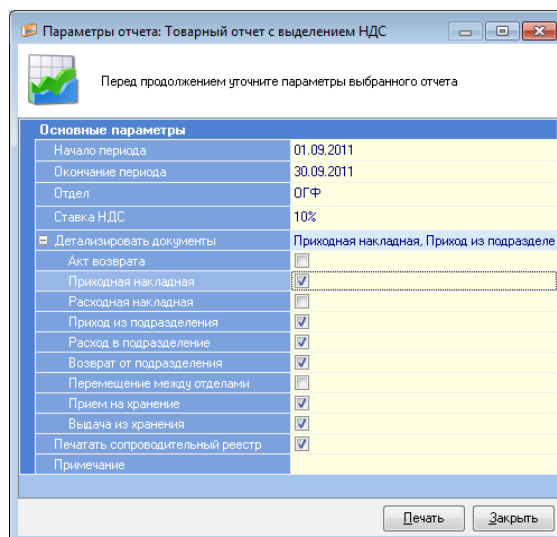 Параметры отчета: Товарный отчет с выделением НДС
Перед продолжением уточните параметры выбранного отчета
Основные параметры
Начало периода 01.09.2011
Окончание периода 30.09.2011
Отдел ОГФ
Ставка НДС 10%
Детализировать документы Приходная накладная, Приход из подразделе
Акт возврата
Приходная накладная
Расходная накладная
Приход из подразделения
Расход в подразделение
Возврат от подразделения
Перемещение между отделами
Прием на хранение
Выдача из хранения
Печатать сопроводительный реестр
Примечание
Печать Закрыть